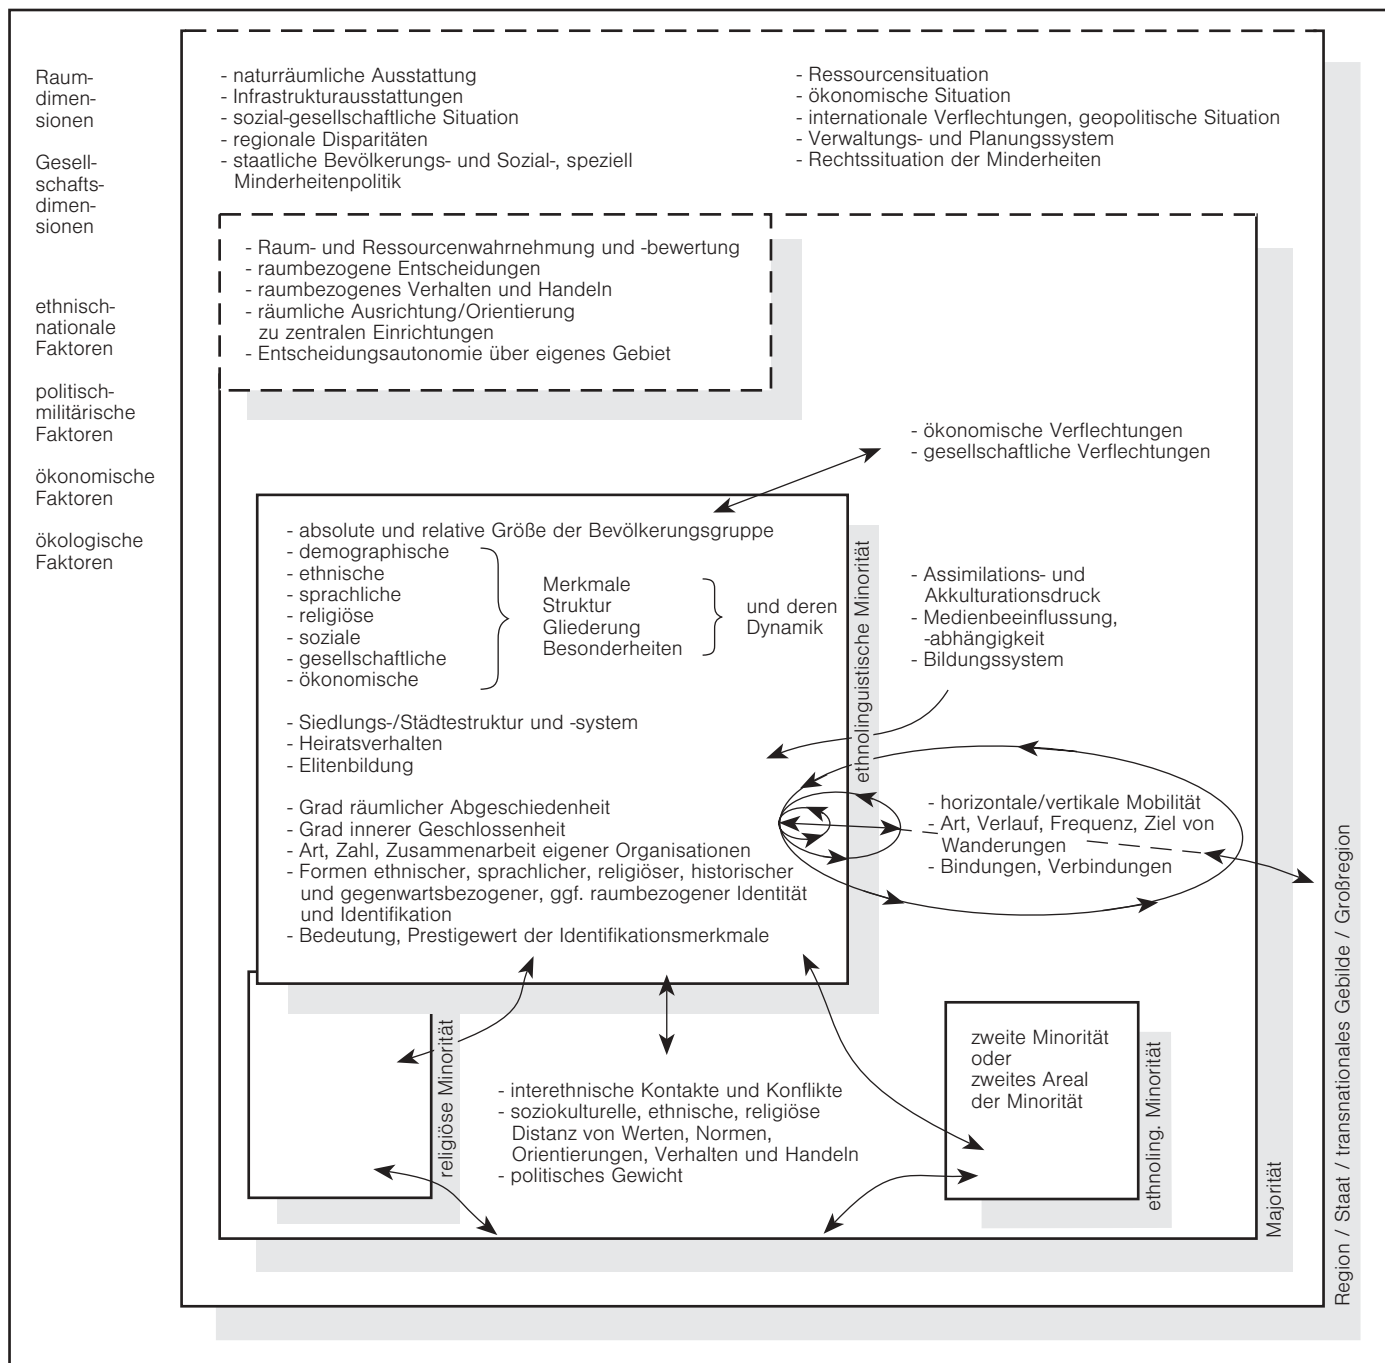 Raum-
dimen-
sionen
Gesell-
schafts-
dimen-
sionen
ethnisch-
nationale
Faktoren
politisch-
militärische
Faktoren
ökonomische
Faktoren
ökologische
Faktoren
- naturräumliche Ausstattung
- Infrastrukturausstattungen
- sozial-gesellschaftliche Situation
- regionale Disparitäten
- staatliche Bevölkerungs- und Sozial-, speziell
Minderheitenpolitik
- Ressourcensituation
- ökonomische Situation
- internationale Verflechtungen, geopolitische Situation
- Verwaltungs- und Planungssystem
- Rechtssituation der Minderheiten
- Raum- und Ressourcenwahrnehmung und -bewertung
- raumbezogene Entscheidungen
- raumbezogenes Verhalten und Handeln
- räumliche Ausrichtung/Orientierung
zu zentralen Einrichtungen
- Entscheidungsautonomie über eigenes Gebiet
- ökonomische Verflechtungen
- gesellschaftliche Verflechtungen
- absolute und relative Größe der Bevölkerungsgruppe
- demographische
- ethnische
- sprachliche
- religiöse
- soziale
- gesellschaftliche
- ökonomische
Merkmale
Struktur
Gliederung
Besonderheiten
und deren
Dynamik
- Siedlungs-/Städtestruktur und -system
- Heiratsverhalten
- Elitenbildung
- Grad räumlicher Abgeschiedenheit
- Grad innerer Geschlossenheit
- Art, Zahl, Zusammenarbeit eigener Organisationen
- Formen ethnischer, sprachlicher, religiöser, historischer
und gegenwartsbezogener, ggf. raumbezogener Identität
und Identifikation
- Bedeutung, Prestigewert der Identifikationsmerkmale
ethnolinguistische Minorität
- Assimilations- und
Akkulturationsdruck
- Medienbeeinflussung,
-abhängigkeit
- Bildungssystem
- horizontale/vertikale Mobilität
- Art, Verlauf, Frequenz, Ziel von
Wanderungen
- Bindungen, Verbindungen
religiöse Minorität
- interethnische Kontakte und Konflikte
- soziokulturelle, ethnische, religiöse
Distanz von Werten, Normen,
Orientierungen, Verhalten und Handeln
- politisches Gewicht
zweite Minorität
oder
zweites Areal
der Minorität
ethnoling. Minorität
Majorität
Region / Staat / transnationales Gebilde / Großregion